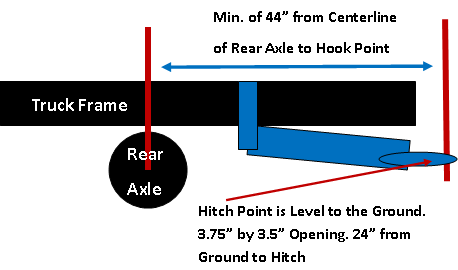 Min. of 44” from Centerline
of Rear Axle to Hook Point
Truck Frame
Rear
Axle
Hitch Point is Level to the Ground.
3.75” by 3.5” Opening. 24” from
Ground to Hitch